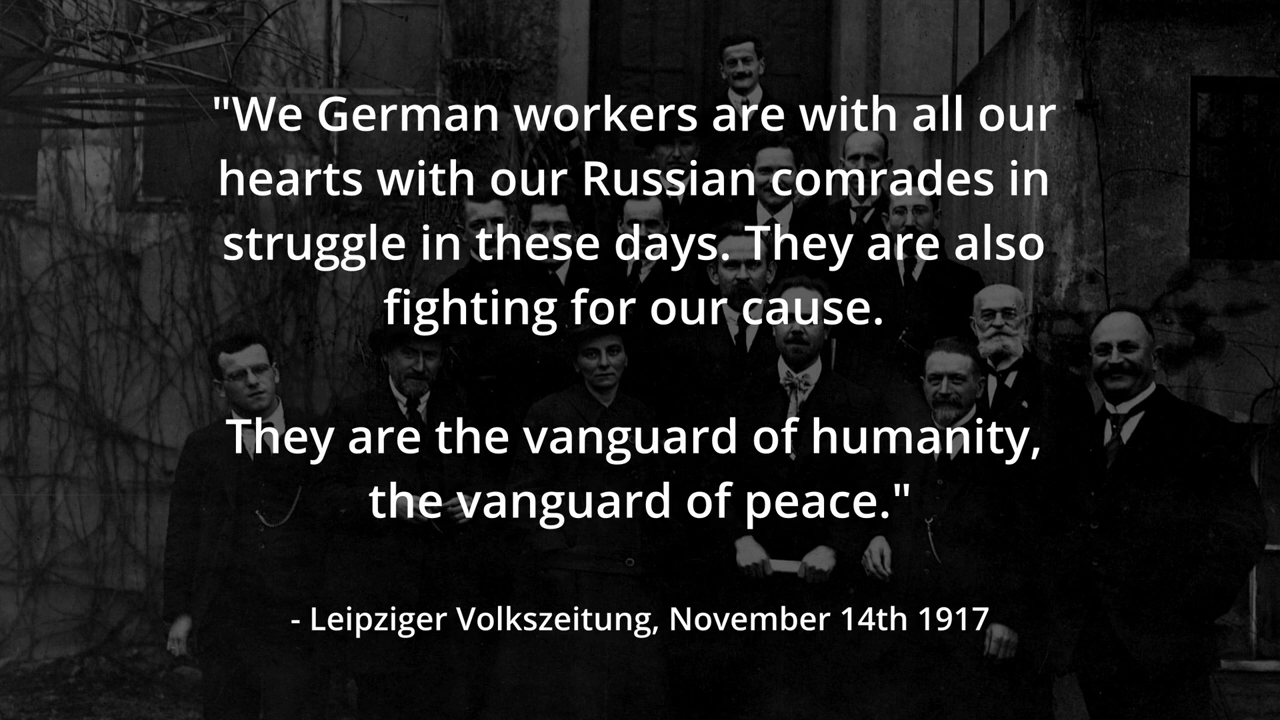 "We German workers are with all our
hearts with our Russian comrades in
struggle in these days. They are also
fighting for our cause.
They are the vanguard of humanity,
the vanguard of peace."
- Leipziger Volkszeitung, November 14th 1917